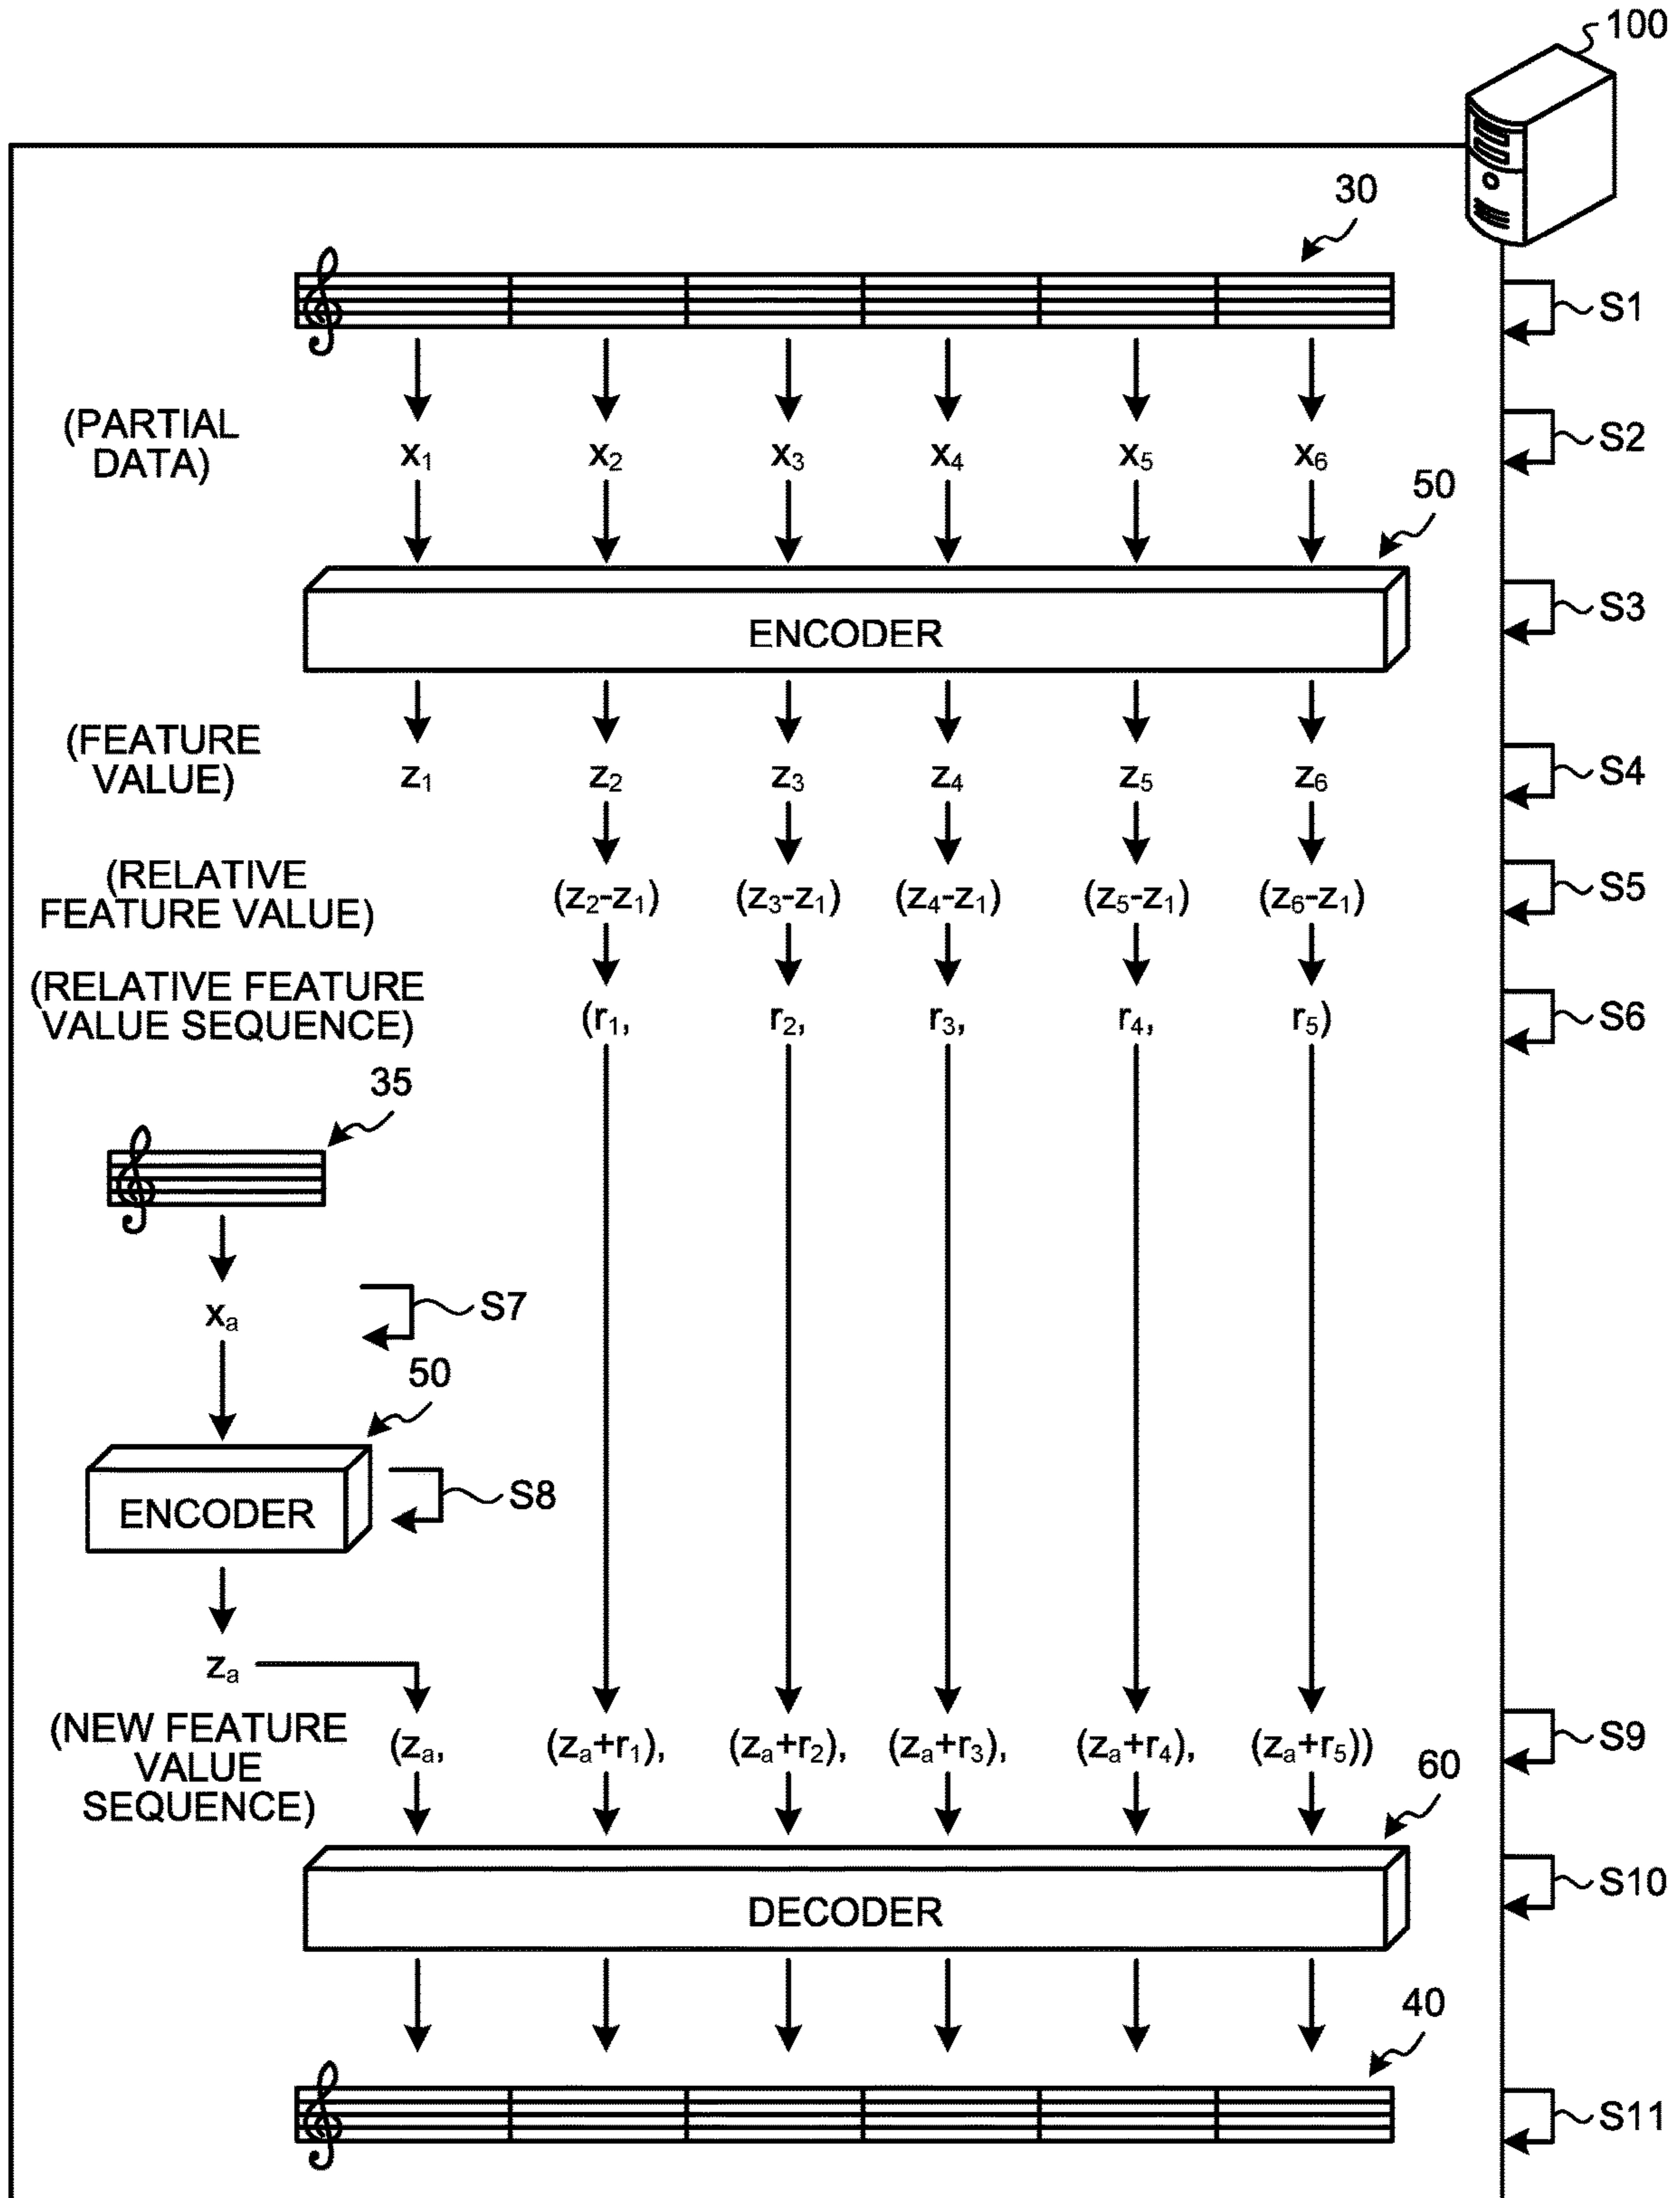 100
30
S1
(PARTIAL
DATA)
x₁ x₂ x₃ x₄ x₅ x₆
S2
50
ENCODER
S3
(FEATURE
VALUE)
z₁ z₂ z₃ z₄ z₅ z₆
S4
(RELATIVE
FEATURE VALUE)
(z₂-z₁) (z₃-z₁) (z₄-z₁) (z₅-z₁) (z₆-z₁)
S5
(RELATIVE FEATURE
VALUE SEQUENCE)
(r₁, r₂, r₃, r₄, r₅)
S6
35
xₐ
S7
50
ENCODER
S8
zₐ
(NEW FEATURE
VALUE
SEQUENCE)
(zₐ, (zₐ+r₁), (zₐ+r₂), (zₐ+r₃), (zₐ+r₄), (zₐ+r₅))
S9
60
DECODER
S10
40
S11